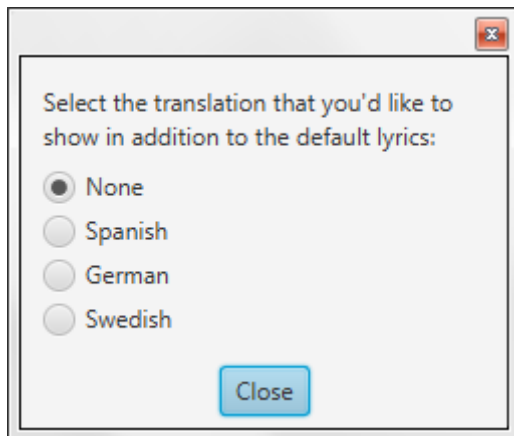 Select the translation that you'd like to
show in addition to the default lyrics:
None
Spanish
German
Swedish
Close